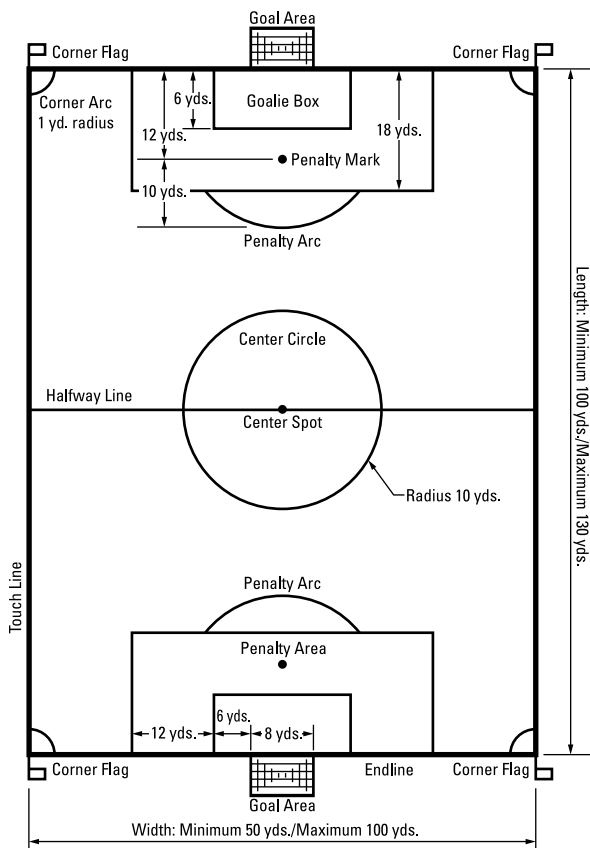 Goal Area
Corner Flag
Corner Flag
Corner Arc
1 yd. radius
6 yds.
Goalie Box
12 yds.
18 yds.
Penalty Mark
10 yds.
Penalty Arc
Center Circle
Halfway Line
Center Spot
Radius 10 yds.
Length: Minimum 100 yds./Maximum 130 yds.
Touch Line
Penalty Arc
Penalty Area
6 yds.
12 yds.
8 yds.
Corner Flag
Endline
Corner Flag
Goal Area
Width: Minimum 50 yds./Maximum 100 yds.